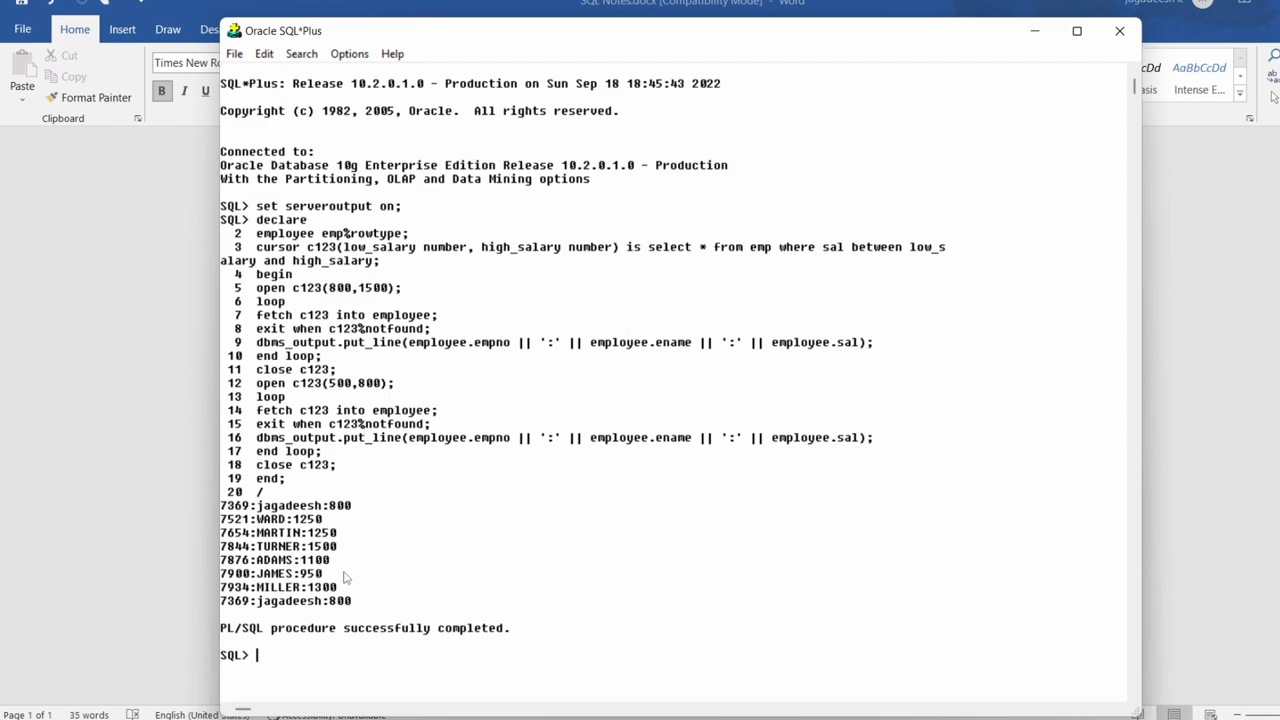 SQL Notes.docx [Compatibility Mode] - Word
File Home Insert Draw Des
Cut
Copy
Format Painter
Paste
Clipboard
Times New Ro
B I U
AaBbCcDd
Intense E...
Oracle SQL*Plus
File Edit Search Options Help
SQL*Plus: Release 10.2.0.1.0 - Production on Sun Sep 18 18:45:43 2022
Copyright (c) 1982, 2005, Oracle.  All rights reserved.
Connected to:
Oracle Database 10g Enterprise Edition Release 10.2.0.1.0 - Production
With the Partitioning, OLAP and Data Mining options
SQL> set serveroutput on;
SQL> declare
2 employee emp%rowtype;
3 cursor c123(low_salary number, high_salary number) is select * from emp where sal between low_s
alary and high_salary;
4 begin
5 open c123(800,1500);
6 loop
7 fetch c123 into employee;
8 exit when c123%notfound;
9 dbms_output.put_line(employee.empno || ':' || employee.ename || ':' || employee.sal);
10 end loop;
11 close c123;
12 open c123(500,800);
13 loop
14 fetch c123 into employee;
15 exit when c123%notfound;
16 dbms_output.put_line(employee.empno || ':' || employee.ename || ':' || employee.sal);
17 end loop;
18 close c123;
19 end;
20 /
7369:jagadeesh:800
7521:WARD:1250
7654:MARTIN:1250
7844:TURNER:1500
7876:ADAMS:1100
7900:JAMES:950
7934:MILLER:1300
7369:jagadeesh:800
PL/SQL procedure successfully completed.
SQL>
Page 1 of 1 35 words English (United States) Accessibility: Unavailable